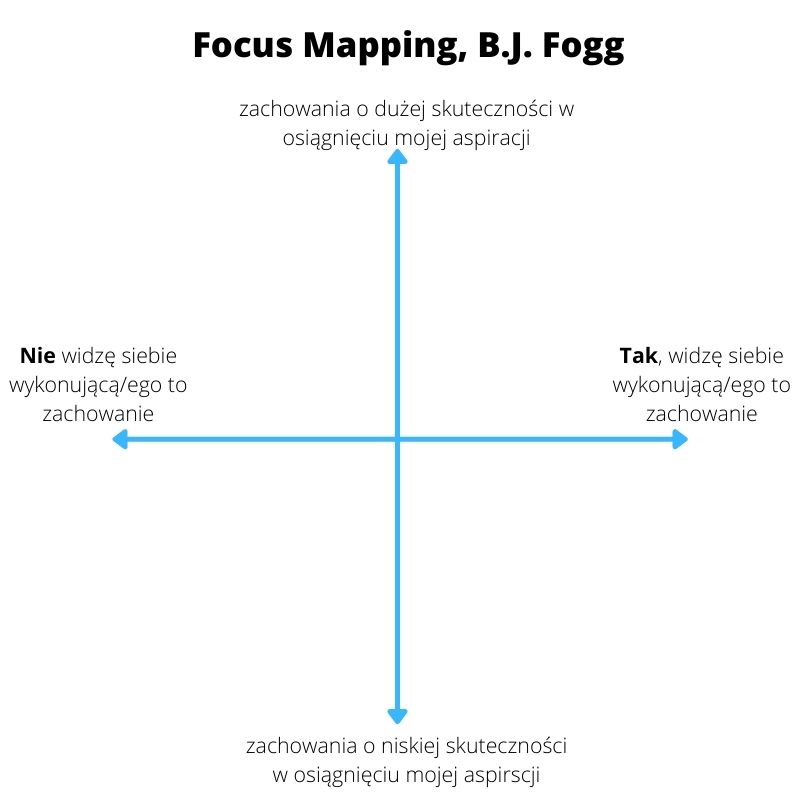 Focus Mapping, B.J. Fogg
zachowania o dużej skuteczności w
osiągnięciu mojej aspiracji
Nie widzę siebie
wykonującą/ego to
zachowanie
Tak, widzę siebie
wykonującą/ego to
zachowanie
zachowania o niskiej skuteczności
w osiągnięciu mojej aspirscji